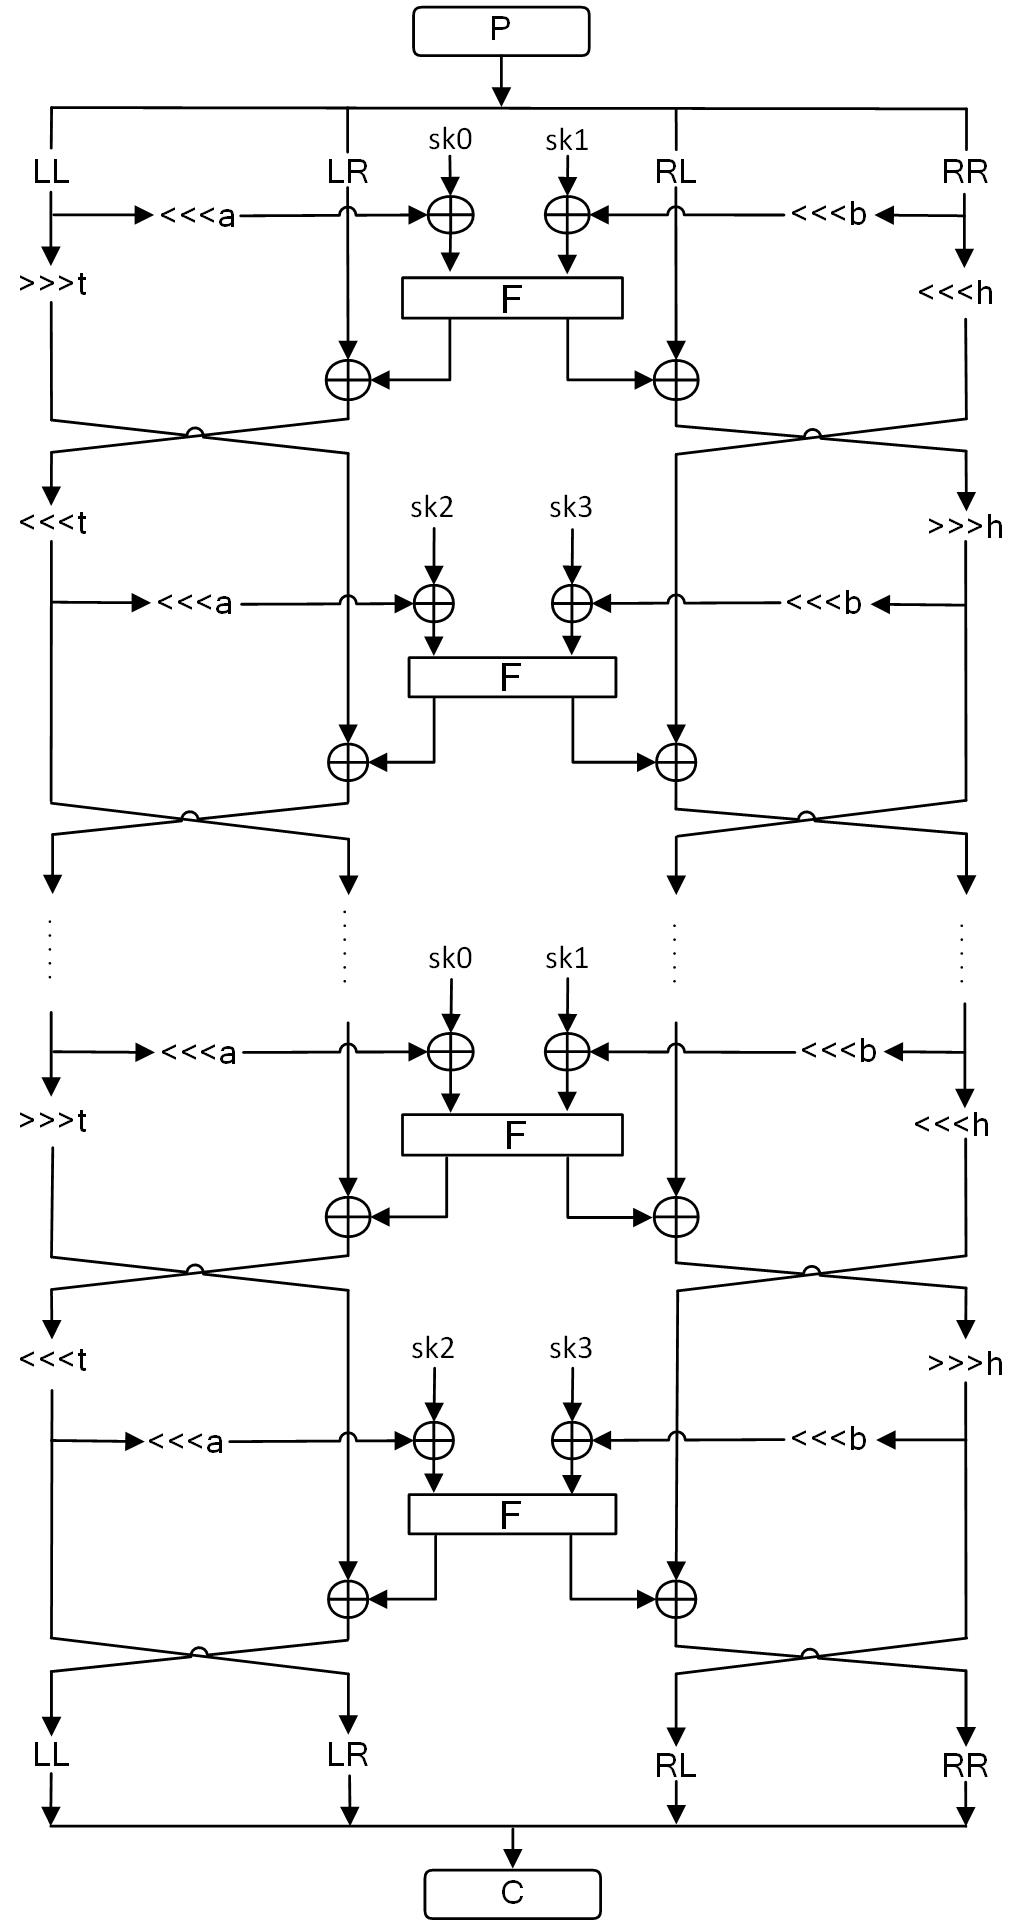 P
sk0 sk1
LL LR RL RR
<<<a <<<b
>>>t <<<h
F
sk2 sk3
<<<t >>>h
<<<a <<<b
F
sk0 sk1
<<<a <<<b
>>>t <<<h
F
sk2 sk3
<<<t >>>h
<<<a <<<b
F
LL LR RL RR
C